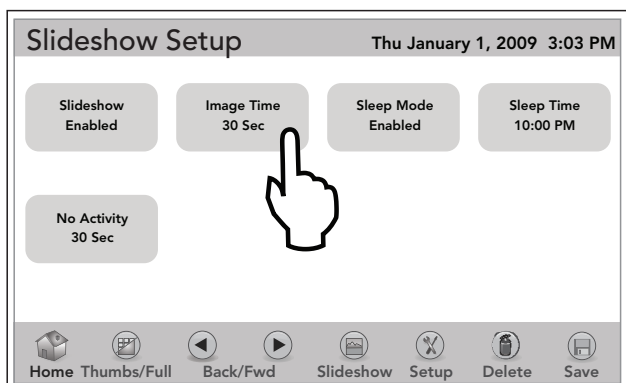 Slideshow Setup
Thu January 1, 2009 3:03 PM
Slideshow
Enabled
Image Time
30 Sec
Sleep Mode
Enabled
Sleep Time
10:00 PM
No Activity
30 Sec
Home Thumbs/Full Back/Fwd Slideshow Setup Delete Save